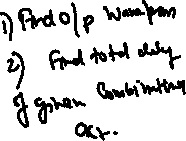 1) Find o/p Waveform
2) Find total delay
of given Combinational
Ckt.